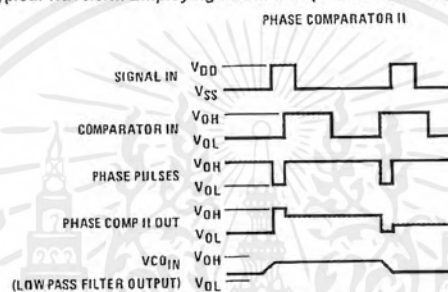 PHASE COMPARATOR II
SIGNAL IN
VDD
VSS
COMPARATOR IN
VOH
VOL
PHASE PULSES
VOH
VOL
PHASE COMP II OUT
VOH
VOL
VCOIN
(LOW PASS FILTER OUTPUT)
VOH
VOL